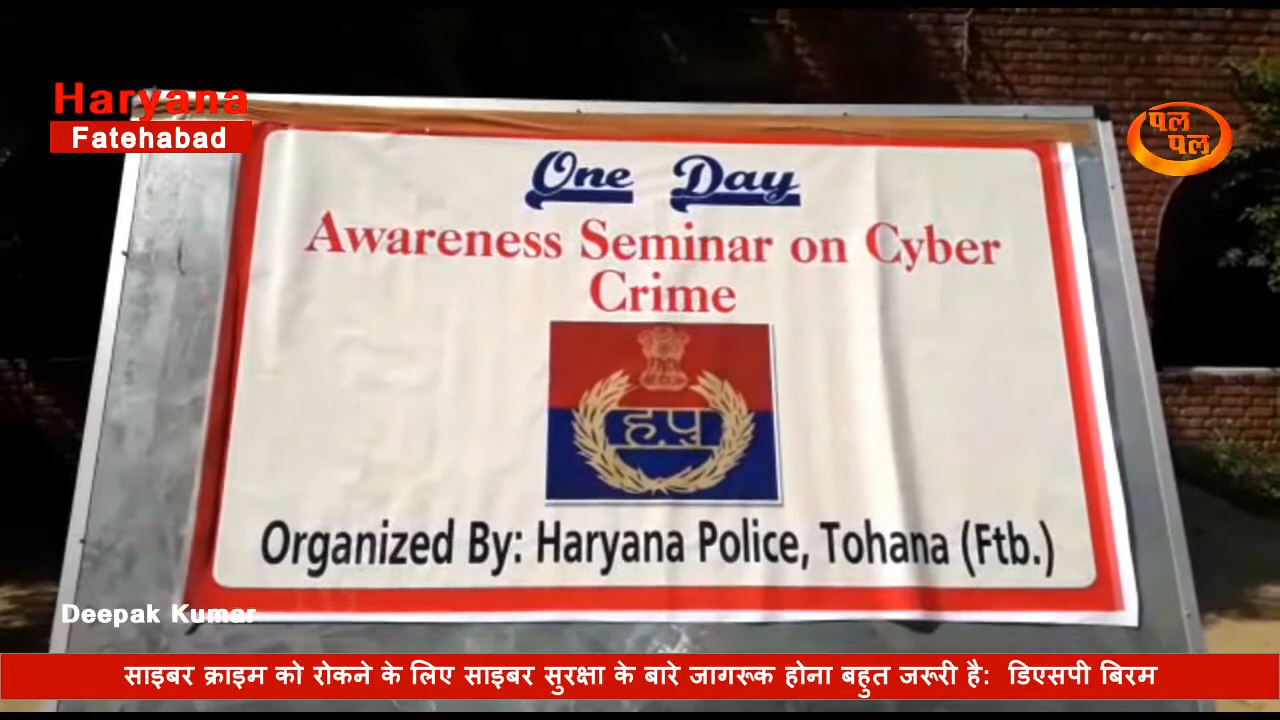 Haryana
Fatehabad
पल
पल
One Day
Awareness Seminar on Cyber
Crime
ह पु
Organized By: Haryana Police, Tohana (Ftb.)
Deepak Kumar
साइबर क्राइम को रोकने के लिए साइबर सुरक्षा के बारे जागरूक होना बहुत जरूरी है: डिएसपी बिरम